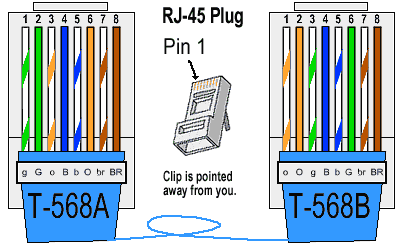 1 2 3 4 5 6 7 8
g G o B b O br BR
T-568A
RJ-45 Plug
Pin 1
Clip is pointed
away from you.
1 2 3 4 5 6 7 8
o O g B b G br BR
T-568B